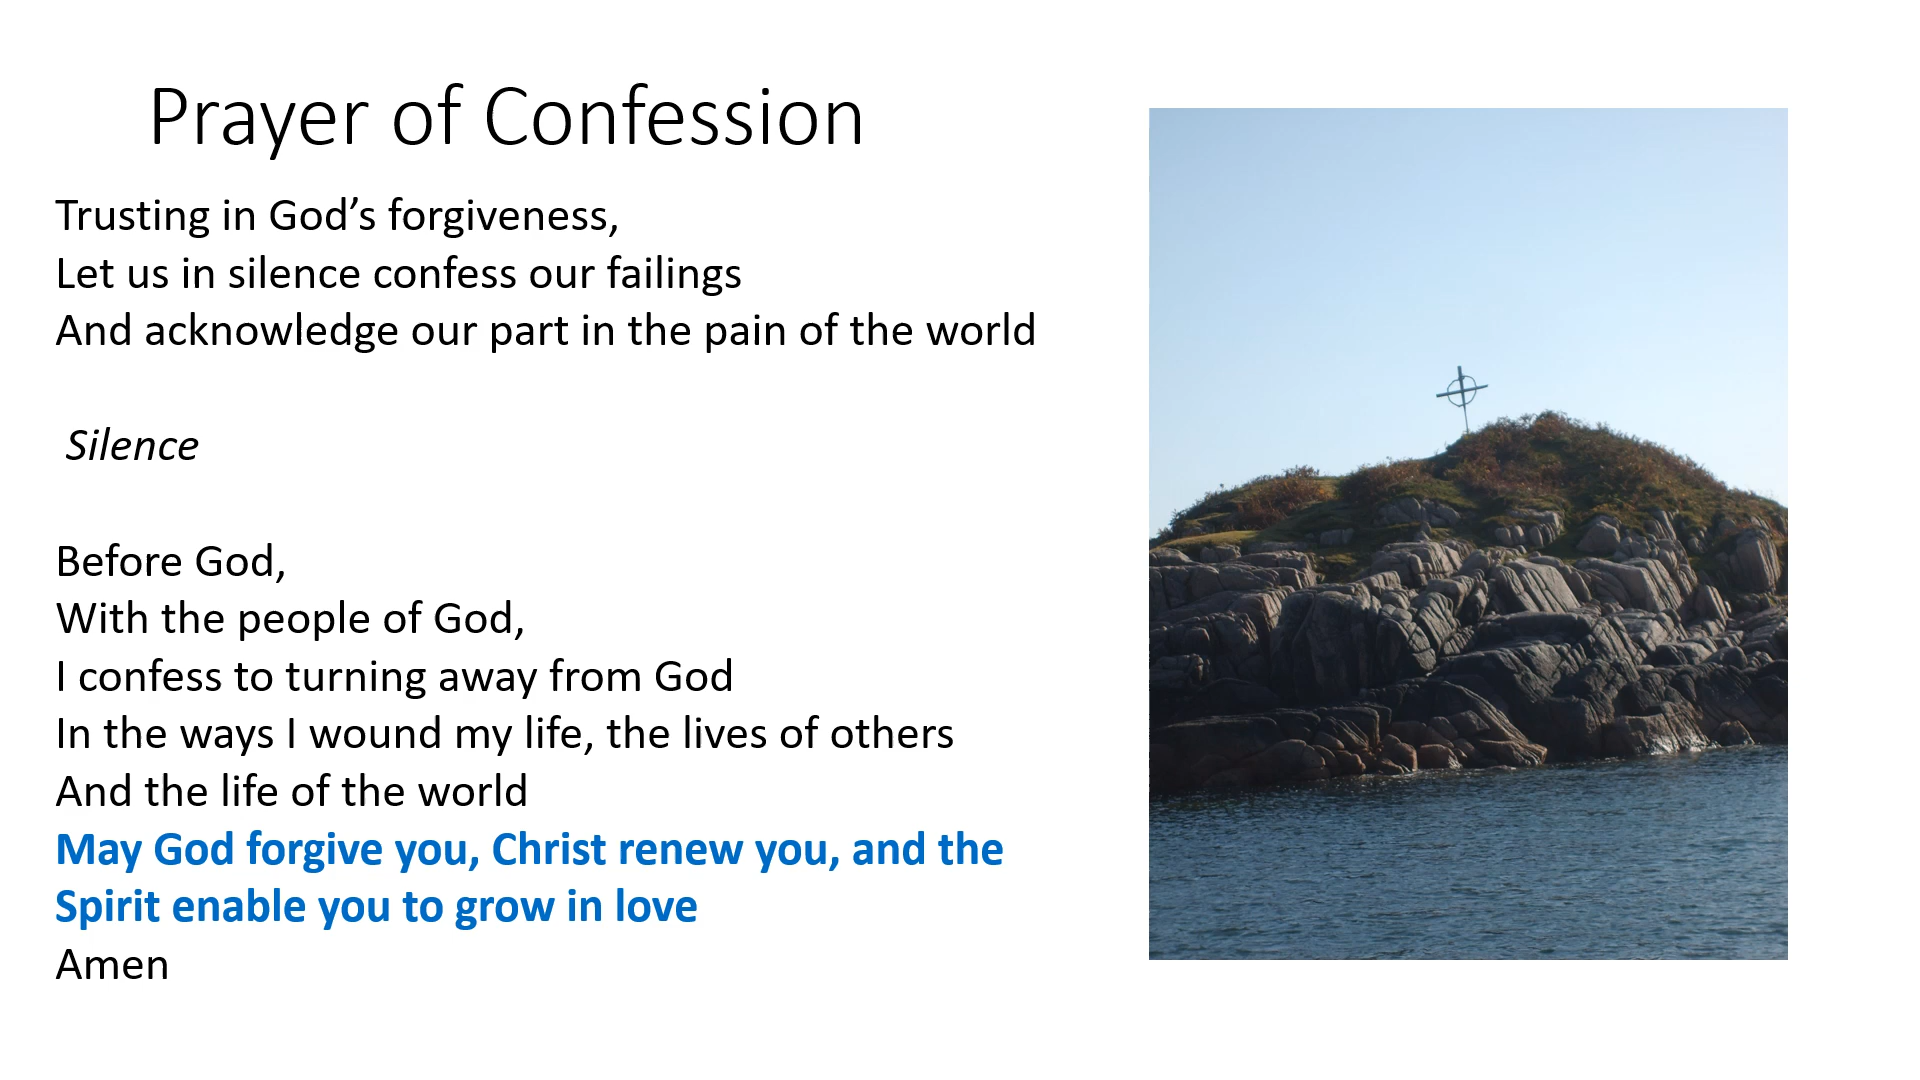 Prayer of Confession
Trusting in God’s forgiveness,
Let us in silence confess our failings
And acknowledge our part in the pain of the world
Silence
Before God,
With the people of God,
I confess to turning away from God
In the ways I wound my life, the lives of others
And the life of the world
May God forgive you, Christ renew you, and the
Spirit enable you to grow in love
Amen